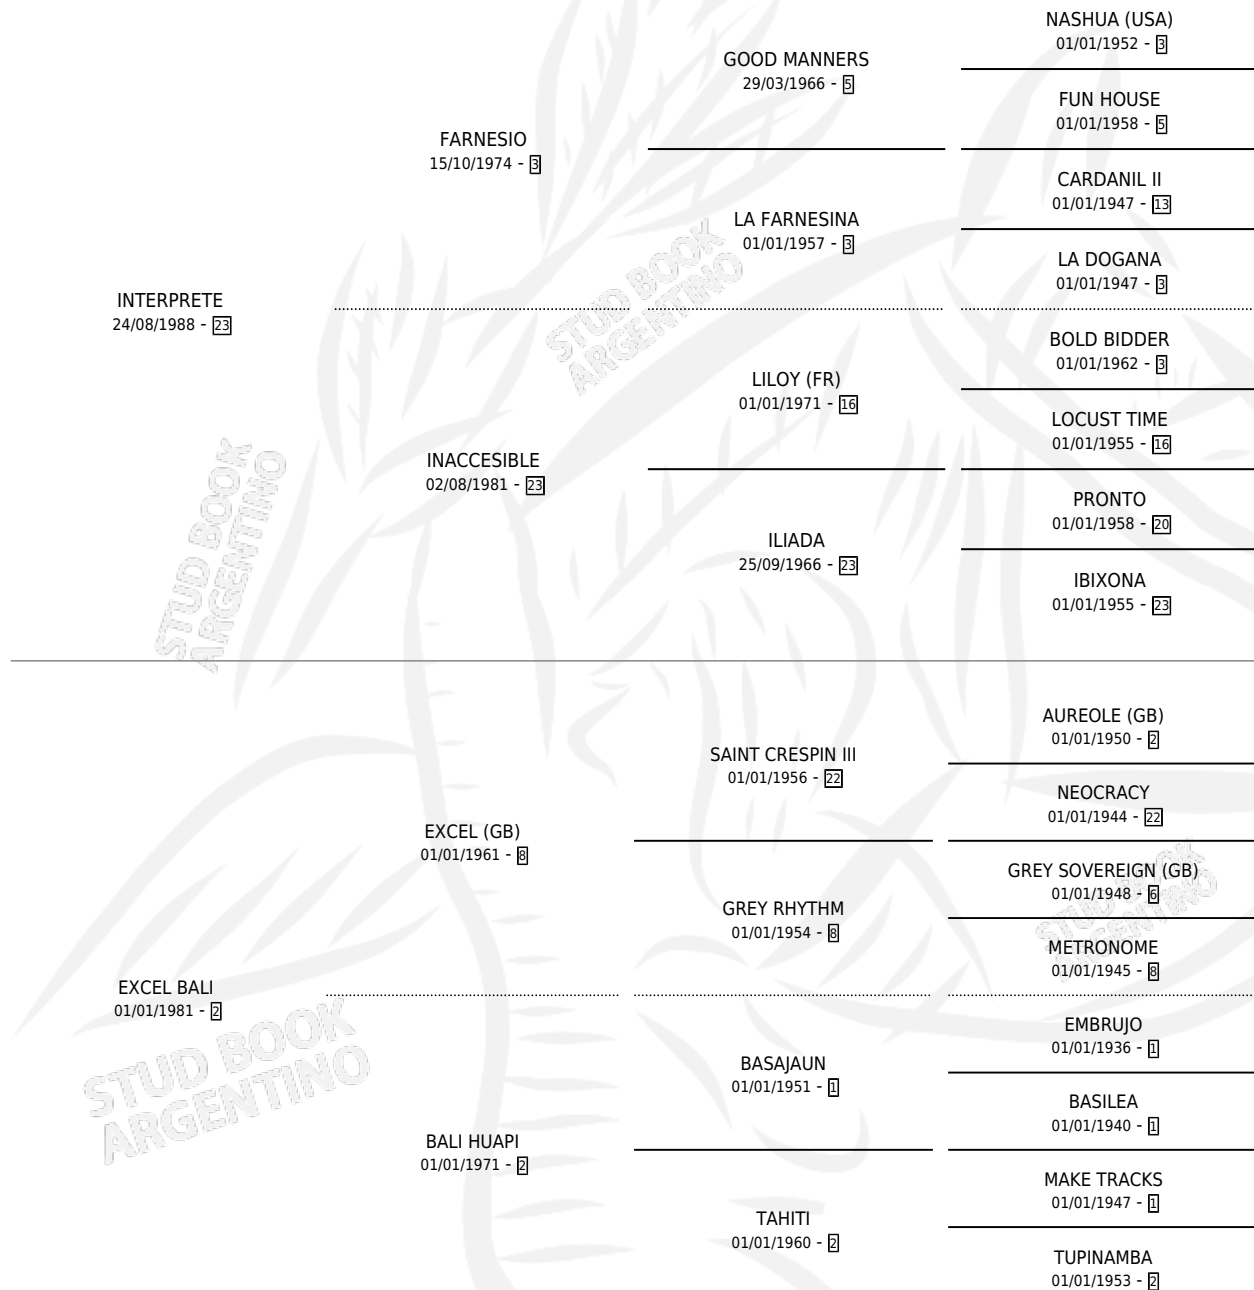 NASHUA (USA)
01/01/1952 - 3
GOOD MANNERS
29/03/1966 - 5
FUN HOUSE
01/01/1958 - 5
FARNESIO
15/10/1974 - 3
CARDANIL II
01/01/1947 - 13
LA FARNESINA
01/01/1957 - 3
LA DOGANA
01/01/1947 - 3
INTERPRETE
24/08/1988 - 23
BOLD BIDDER
01/01/1962 - 3
LILOY (FR)
01/01/1971 - 16
LOCUST TIME
01/01/1955 - 16
INACCESIBLE
02/08/1981 - 23
PRONTO
01/01/1958 - 20
ILIADA
25/09/1966 - 23
IBIXONA
01/01/1955 - 23
STUD BOOK
ARGENTINO
STUD BOOK
ARGENTINO
AUREOLE (GB)
01/01/1950 - 2
SAINT CRESPIN III
01/01/1956 - 22
NEOCRACY
01/01/1944 - 22
EXCEL (GB)
01/01/1961 - 8
GREY SOVEREIGN (GB)
01/01/1948 - 6
GREY RHYTHM
01/01/1954 - 8
METRONOME
01/01/1945 - 8
STUD BOOK
ARGENTINO
EXCEL BALI
01/01/1981 - 2
EMBRUJO
01/01/1936 - 1
BASAJAUN
01/01/1951 - 1
BASILEA
01/01/1940 - 1
BALI HUAPI
01/01/1971 - 2
MAKE TRACKS
01/01/1947 - 1
TAHITI
01/01/1960 - 2
TUPINAMBA
01/01/1953 - 2
STUD BOOK
ARGENTINO